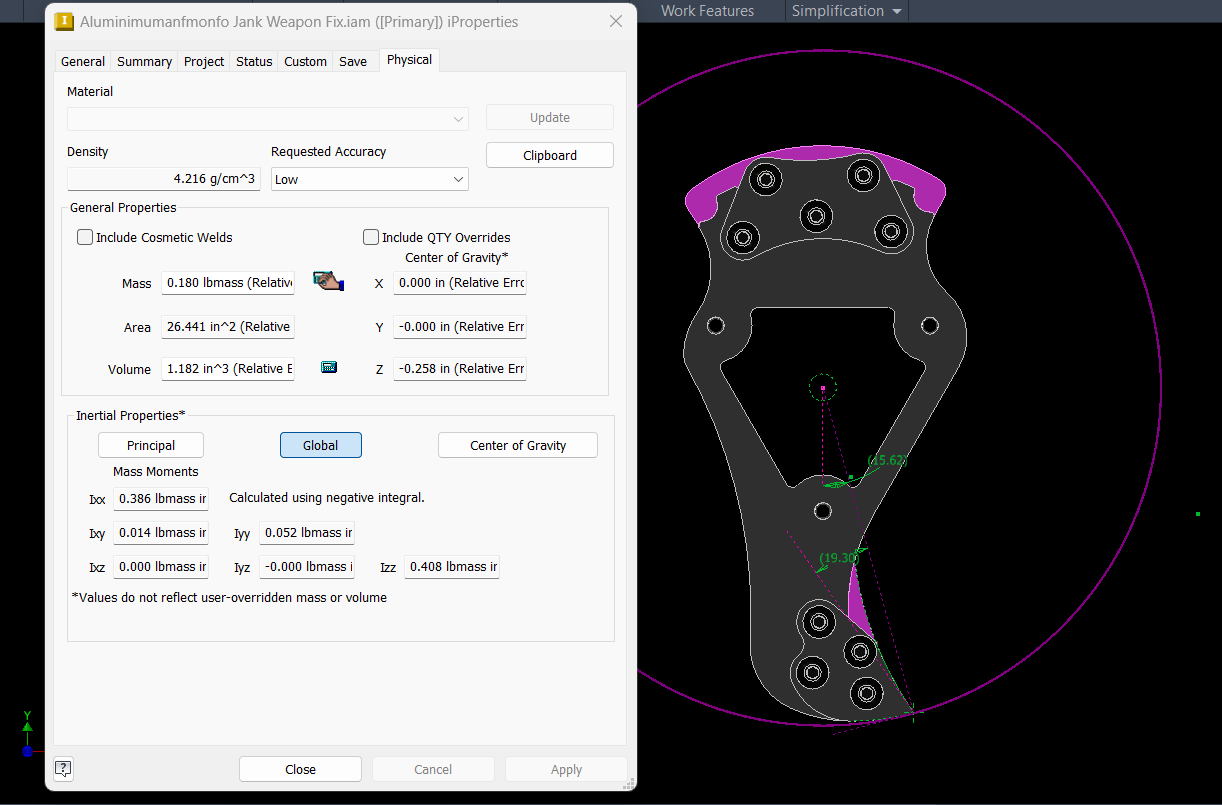 Aluminimumanfmonfo Jank Weapon Fix.iam ([Primary]) iProperties
Work Features
Simplification
General Summary Project Status Custom Save Physical
Material
Update
Density
Requested Accuracy
Clipboard
4.216 g/cm^3
Low
General Properties
Include Cosmetic Welds
Include QTY Overrides
Center of Gravity*
Mass 0.180 lbmass (Relativ
X 0.000 in (Relative Errc
Area 26.441 in^2 (Relative
Y -0.000 in (Relative Err
Volume 1.182 in^3 (Relative E
Z -0.258 in (Relative Err
Inertial Properties*
Principal
Global
Center of Gravity
Mass Moments
Ixx 0.386 lbmass ir
Calculated using negative integral.
Ixy 0.014 lbmass ir
Iyy 0.052 lbmass ir
Ixz 0.000 lbmass ir
Iyz -0.000 lbmass i
Izz 0.408 lbmass ir
*Values do not reflect user-overridden mass or volume
Close
Cancel
Apply
(15.62)
(19.30)
Y